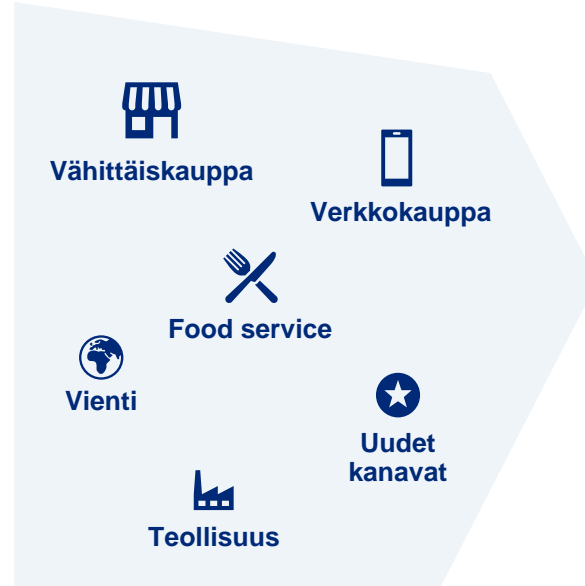 Vähittäiskauppa
Verkkokauppa
Food service
Vienti
Uudet
kanavat
Teollisuus